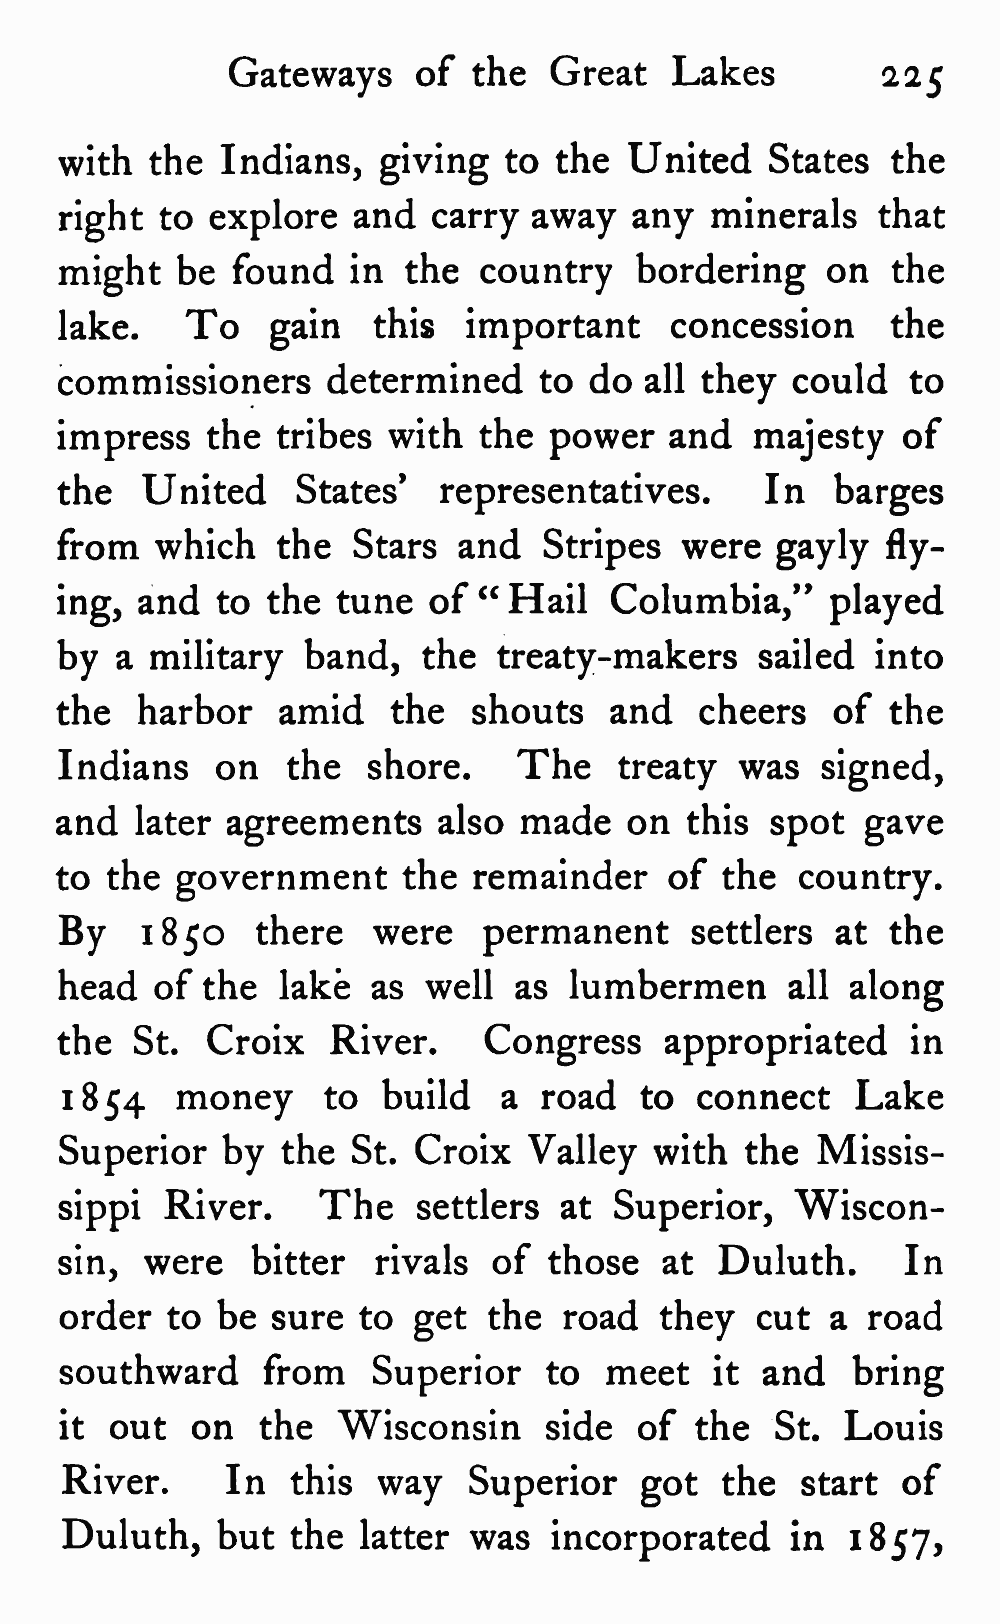 Gateways of the Great Lakes 225
with the Indians, giving to the United States the
right to explore and carry away any minerals that
might be found in the country bordering on the
lake. To gain this important concession the
commissioners determined to do all they could to
impress the tribes with the power and majesty of
the United States' representatives. In barges
from which the Stars and Stripes were gayly fly-
ing, and to the tune of "Hail Columbia," played
by a military band, the treaty-makers sailed into
the harbor amid the shouts and cheers of the
Indians on the shore. The treaty was signed,
and later agreements also made on this spot gave
to the government the remainder of the country.
By 1850 there were permanent settlers at the
head of the lake as well as lumbermen all along
the St. Croix River. Congress appropriated in
1854 money to build a road to connect Lake
Superior by the St. Croix Valley with the Missis-
sippi River. The settlers at Superior, Wiscon-
sin, were bitter rivals of those at Duluth. In
order to be sure to get the road they cut a road
southward from Superior to meet it and bring
it out on the Wisconsin side of the St. Louis
River. In this way Superior got the start of
Duluth, but the latter was incorporated in 1857,